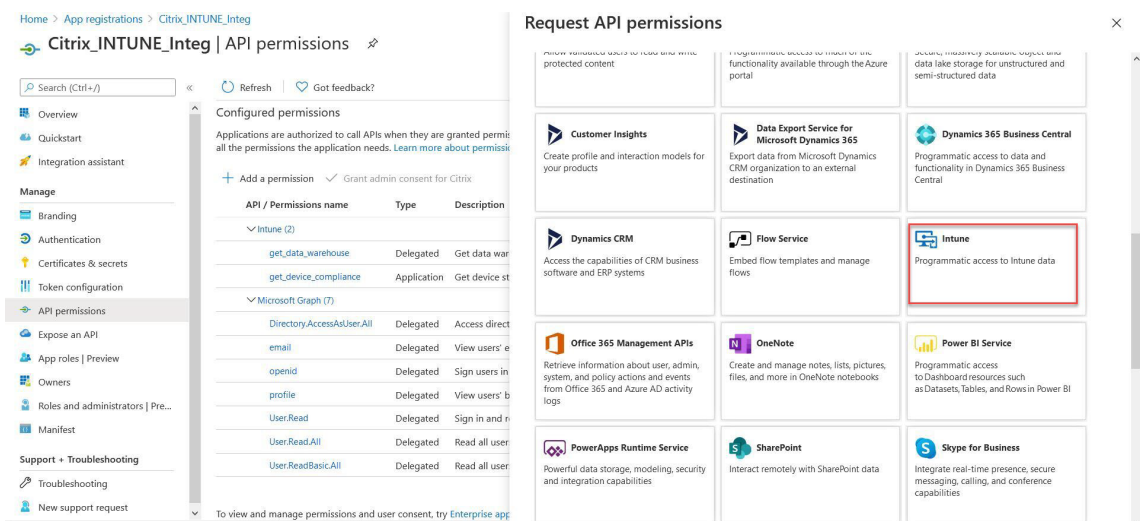 Home > App registrations > Citrix_INTUNE_Integ
Citrix_INTUNE_Integ | API permissions
Search (Ctrl+/)
«
Overview
Quickstart
Integration assistant
Manage
Branding
Authentication
Certificates & secrets
Token configuration
API permissions
Expose an API
App roles | Preview
Owners
Roles and administrators | Pre...
Manifest
Support + Troubleshooting
Troubleshooting
New support request
Refresh
Got feedback?
Configured permissions
Applications are authorized to call APIs when they are granted permis
all the permissions the application needs. Learn more about permissio
Add a permission
Grant admin consent for Citrix
API / Permissions name Type Description
Intune (2)
get_data_warehouse Delegated Get data war
get_device_compliance Application Get device st
Microsoft Graph (7)
Directory.AccessAsUser.All Delegated Access direct
email Delegated View users' e
openid Delegated Sign users in
profile Delegated View users' b
User.Read Delegated Sign in and r
User.Read.All Delegated Read all user
User.ReadBasic.All Delegated Read all user
To view and manage permissions and user consent, try Enterprise app
Request API permissions
Allow validated users to read and write
protected content
Programmatic access to much of the
functionality available through the Azure
portal
Secure, massively scalable object and
data lake storage for unstructured and
semi-structured data
Customer Insights
Create profile and interaction models for
your products
Data Export Service for
Microsoft Dynamics 365
Export data from Microsoft Dynamics
CRM organization to an external
destination
Dynamics 365 Business Central
Programmatic access to data and
functionality in Dynamics 365 Business
Central
Dynamics CRM
Access the capabilities of CRM business
software and ERP systems
Flow Service
Embed flow templates and manage
flows
Intune
Programmatic access to Intune data
Office 365 Management APIs
Retrieve information about user, admin,
system, and policy actions and events
from Office 365 and Azure AD activity
logs
OneNote
Create and manage notes, lists, pictures,
files, and more in OneNote notebooks
Power BI Service
Programmatic access
to Dashboard resources such
as Datasets, Tables, and Rows in Power BI
PowerApps Runtime Service
Powerful data storage, modeling, security
and integration capabilities
SharePoint
Interact remotely with SharePoint data
Skype for Business
Integrate real-time presence, secure
messaging, calling, and conference
capabilities